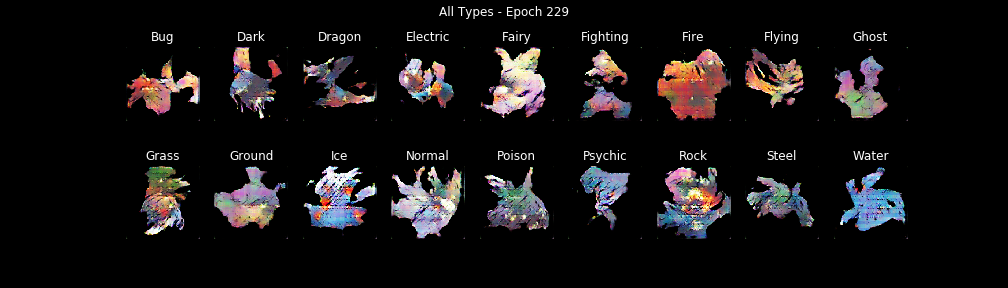 All Types - Epoch 229
Bug Dark Dragon Electric Fairy Fighting Fire Flying Ghost
Grass Ground Ice Normal Poison Psychic Rock Steel Water